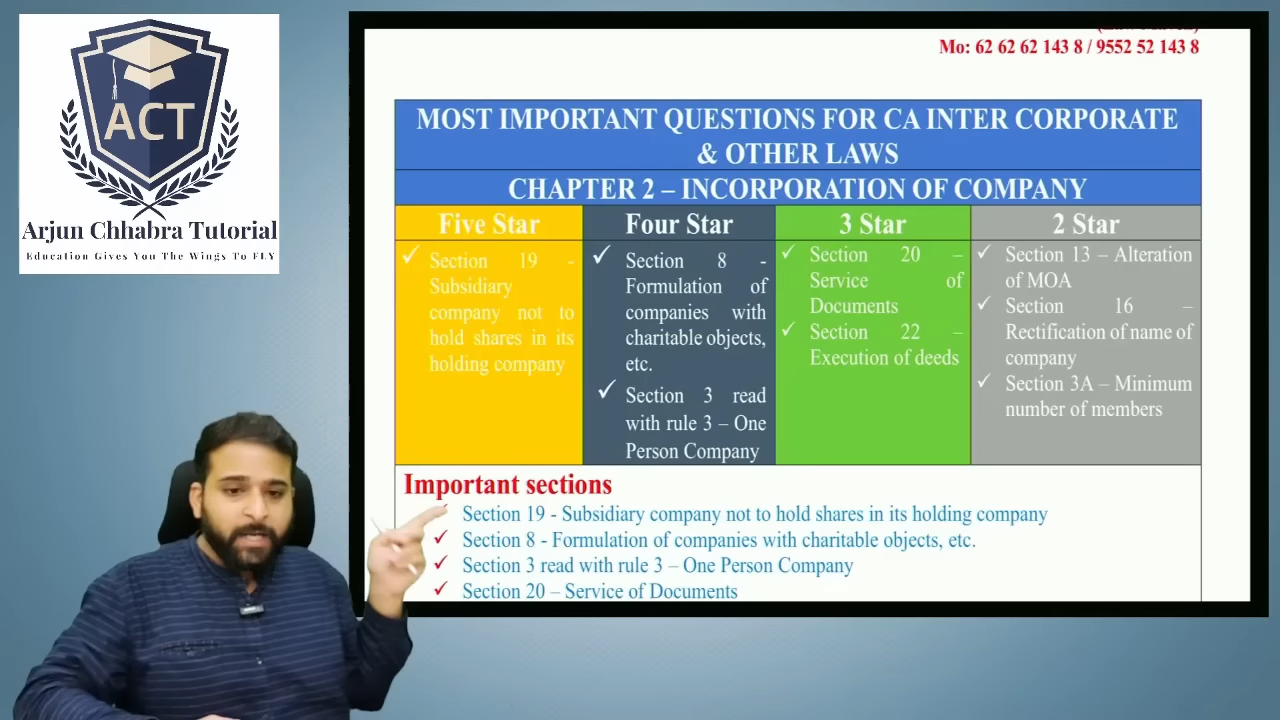 ACT
Arjun Chhabra Tutorial
Education Gives You The Wings To FLY
Mo: 62 62 62 143 8 / 9552 52 143 8
MOST IMPORTANT QUESTIONS FOR CA INTER CORPORATE
& OTHER LAWS
CHAPTER 2 – INCORPORATION OF COMPANY
Five Star
Section 19 -
Subsidiary
company not to
hold shares in its
holding company
Four Star
Section 8 -
Formulation of
companies with
charitable objects,
etc.
Section 3 read
with rule 3 – One
Person Company
3 Star
Section 20 –
Service of
Documents
Section 22 –
Execution of deeds
2 Star
Section 13 – Alteration
of MOA
Section 16 –
Rectification of name of
company
Section 3A – Minimum
number of members
Important sections
Section 19 - Subsidiary company not to hold shares in its holding company
Section 8 - Formulation of companies with charitable objects, etc.
Section 3 read with rule 3 – One Person Company
Section 20 – Service of Documents